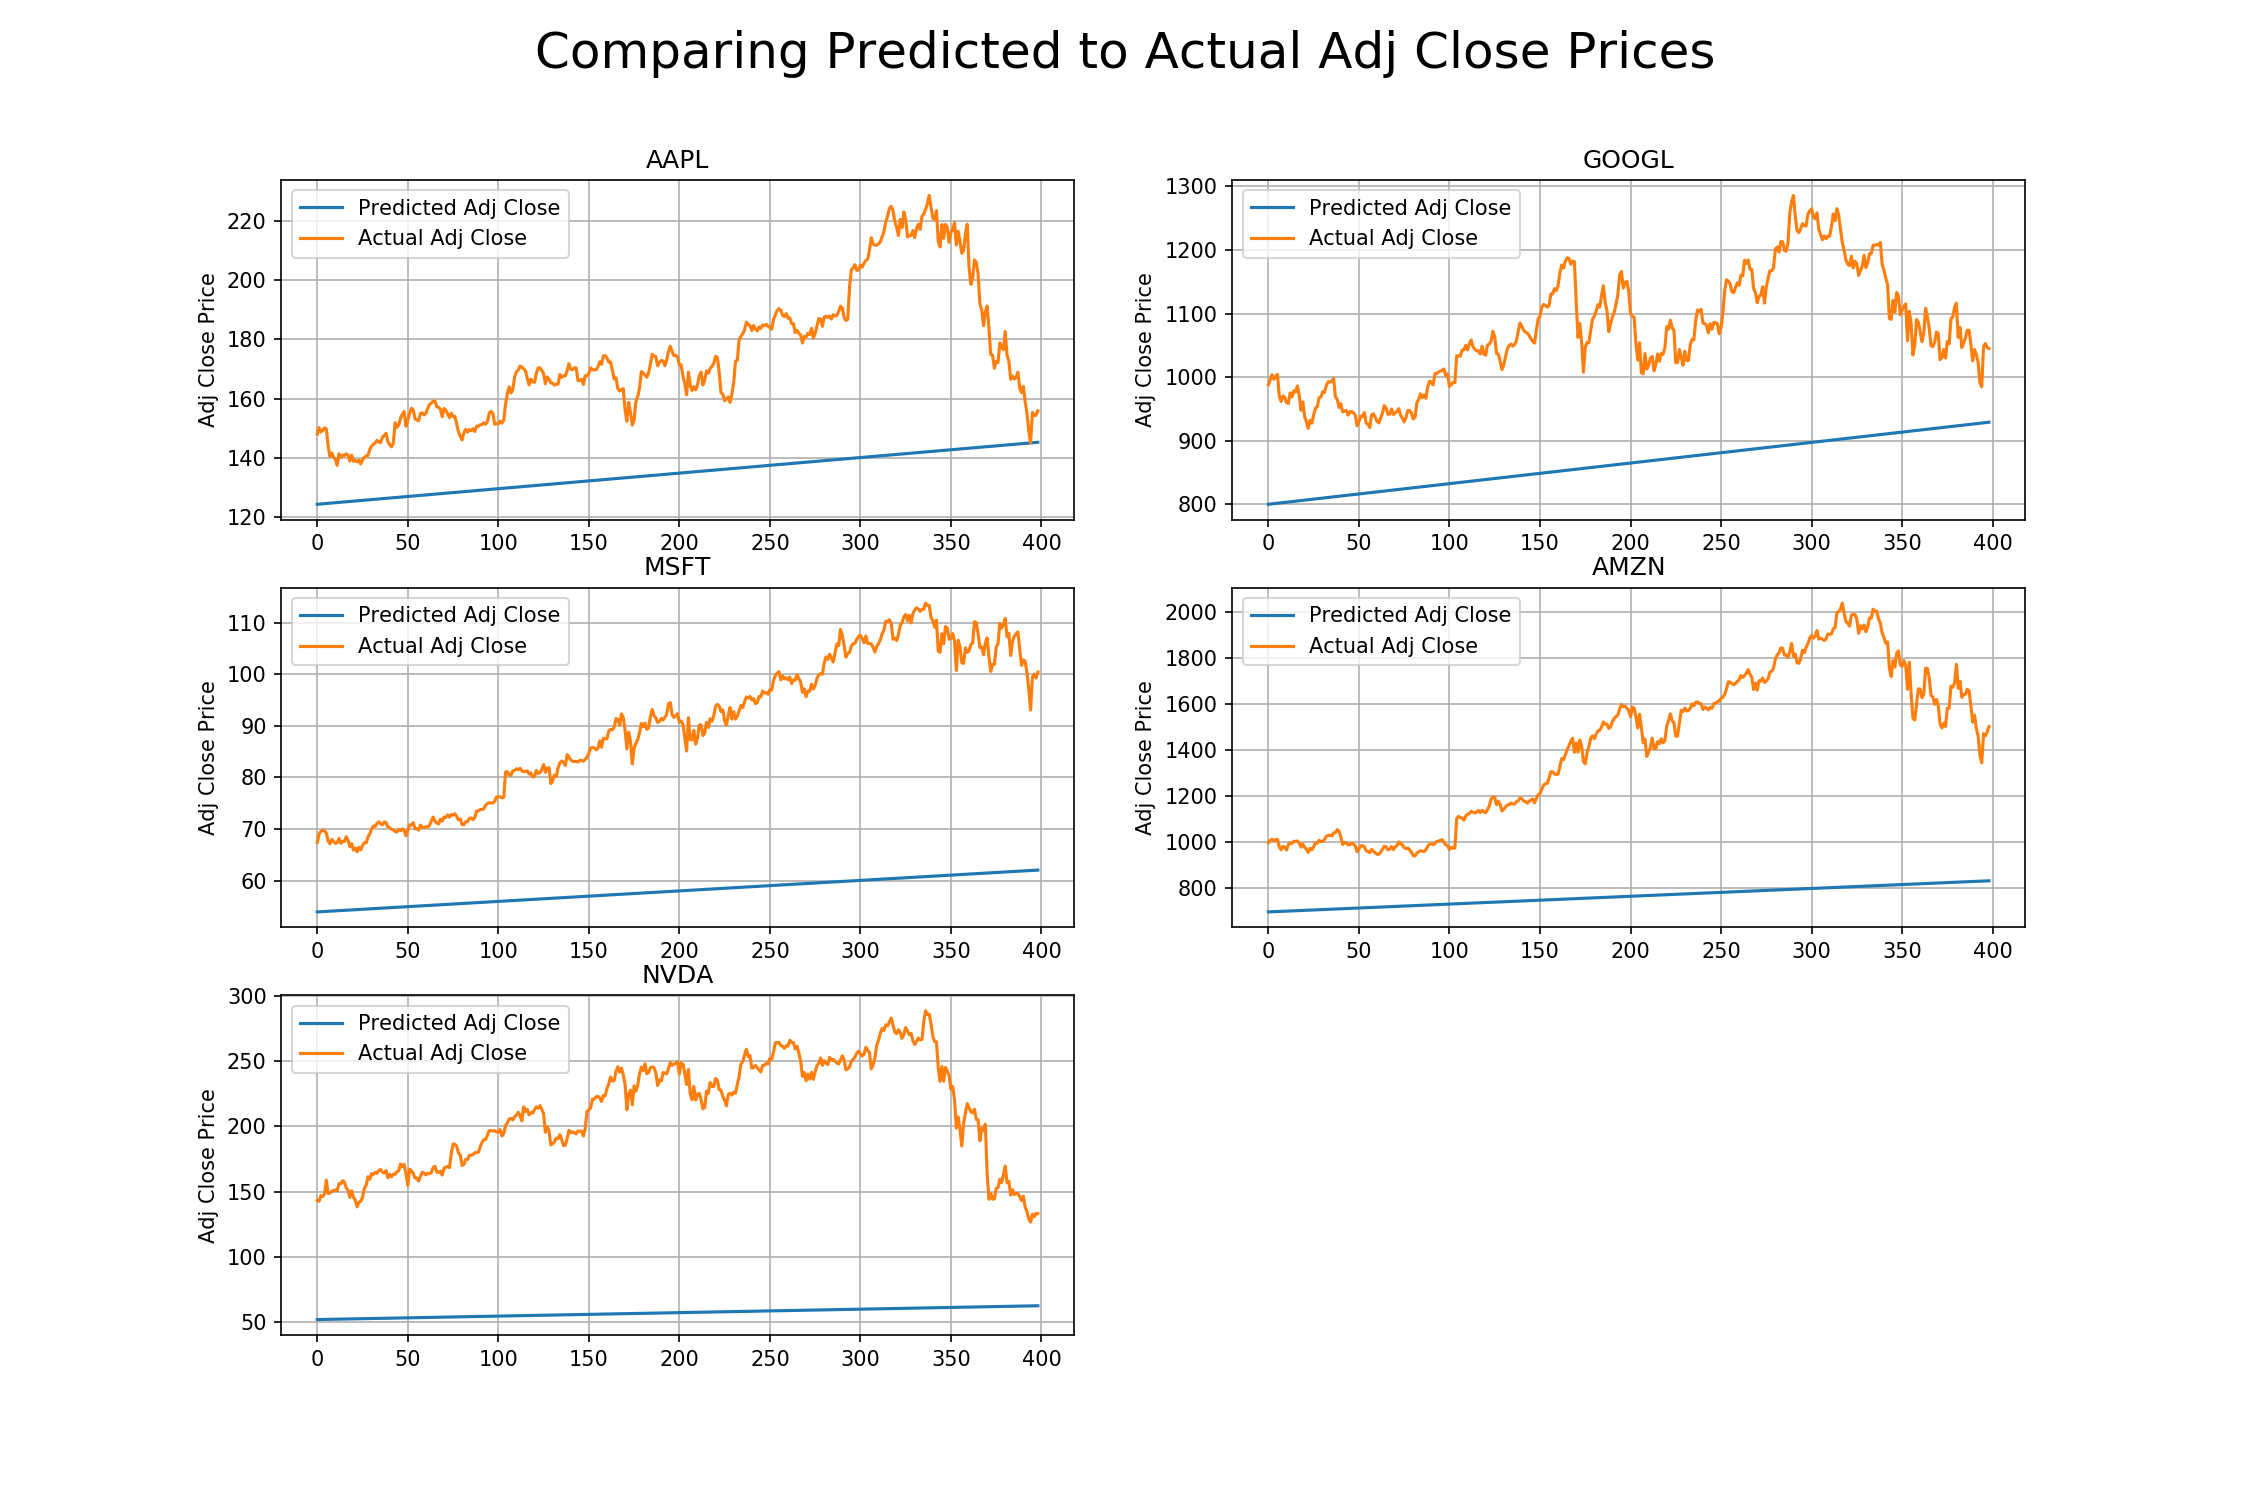 Comparing Predicted to Actual Adj Close Prices
AAPL
Predicted Adj Close
Actual Adj Close
Adj Close Price
220
200
180
160
140
120
0 50 100 150 200 250 300 350 400
GOOGL
Predicted Adj Close
Actual Adj Close
Adj Close Price
1300
1200
1100
1000
900
800
0 50 100 150 200 250 300 350 400
MSFT
Predicted Adj Close
Actual Adj Close
Adj Close Price
110
100
90
80
70
60
0 50 100 150 200 250 300 350 400
AMZN
Predicted Adj Close
Actual Adj Close
Adj Close Price
2000
1800
1600
1400
1200
1000
800
0 50 100 150 200 250 300 350 400
NVDA
Predicted Adj Close
Actual Adj Close
Adj Close Price
300
250
200
150
100
50
0 50 100 150 200 250 300 350 400